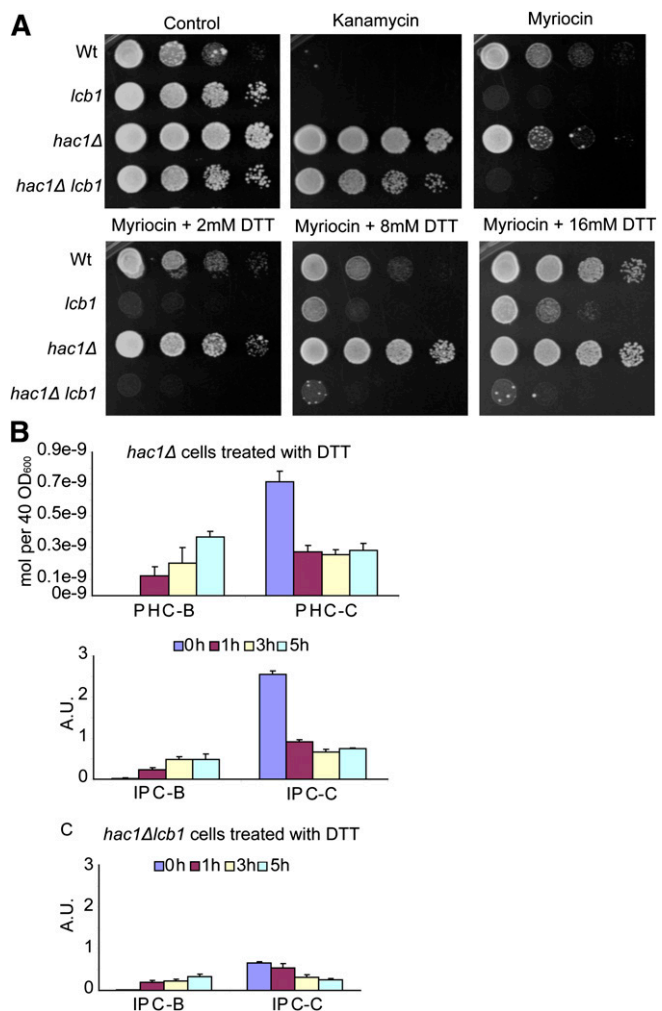 A
Control Kanamycin Myriocin
Wt
lcb1
hac1Δ
hac1Δ lcb1
Myriocin + 2mM DTT Myriocin + 8mM DTT Myriocin + 16mM DTT
Wt
lcb1
hac1Δ
hac1Δ lcb1
B
hac1Δ cells treated with DTT
mol per 40 OD600
0.9e-9
0.7e-9
0.5e-9
0.3e-9
0.1e-9
0e-9
PHC-B PHC-C
0h 1h 3h 5h
A.U.
3
2
1
0
IPC-B IPC-C
C hac1Δlcb1 cells treated with DTT
0h 1h 3h 5h
A.U.
3
2
1
0
IPC-B IPC-C